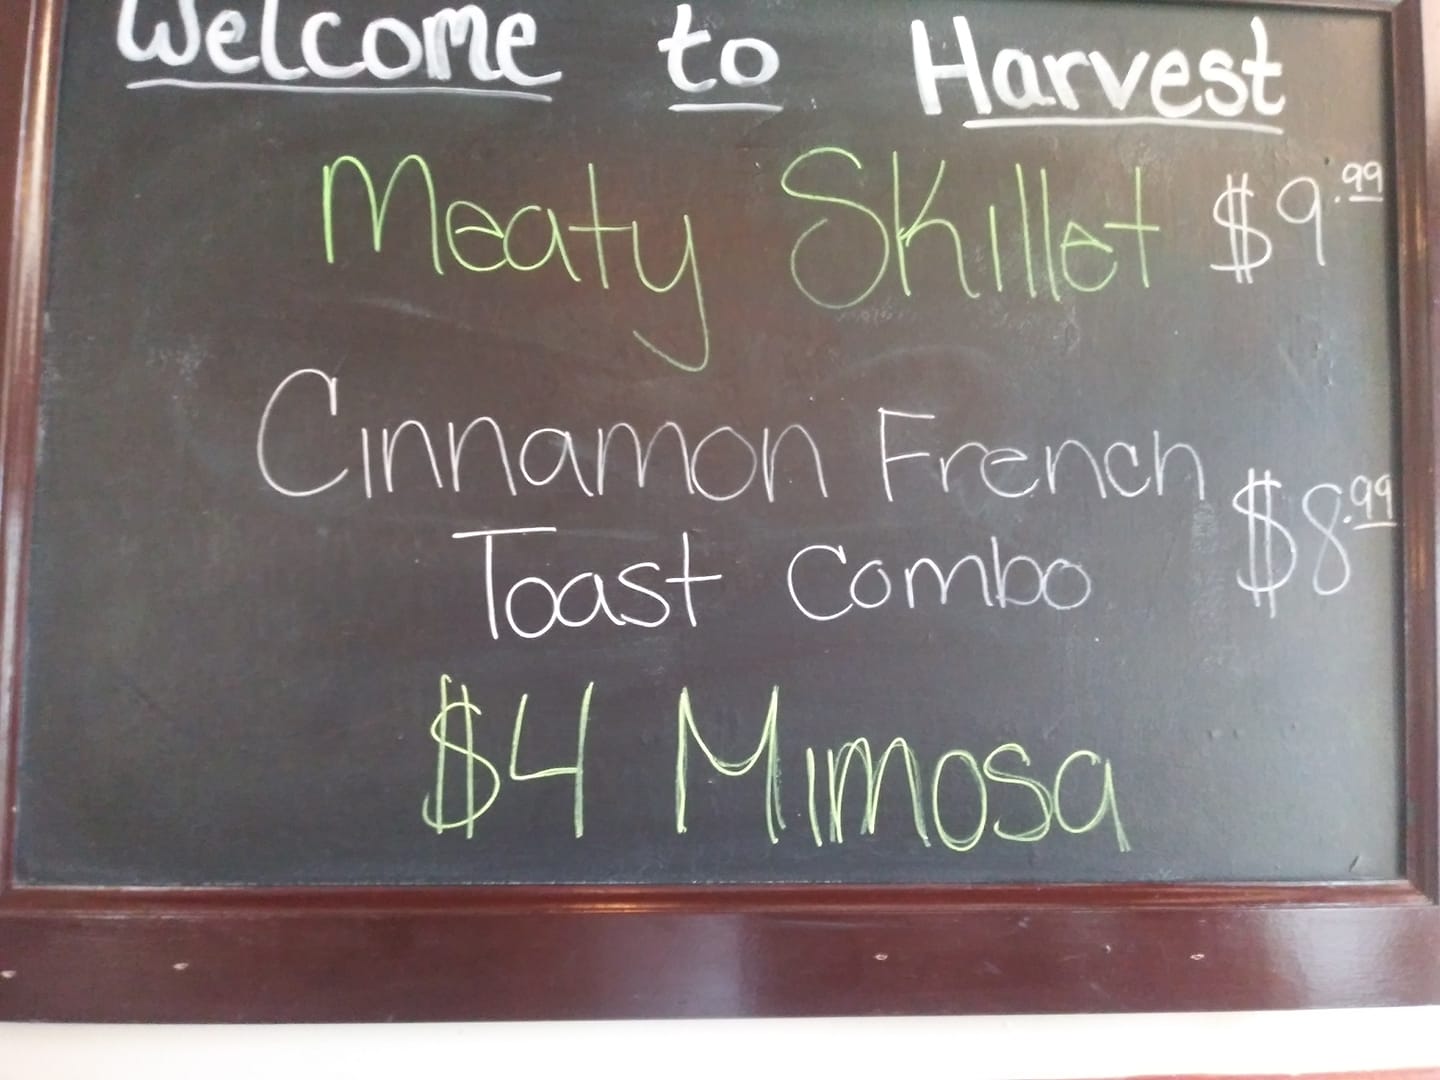 Welcome to Harvest
Meaty Skillet $9.99
Cinnamon French
Toast Combo $8.99
$4 Mimosa